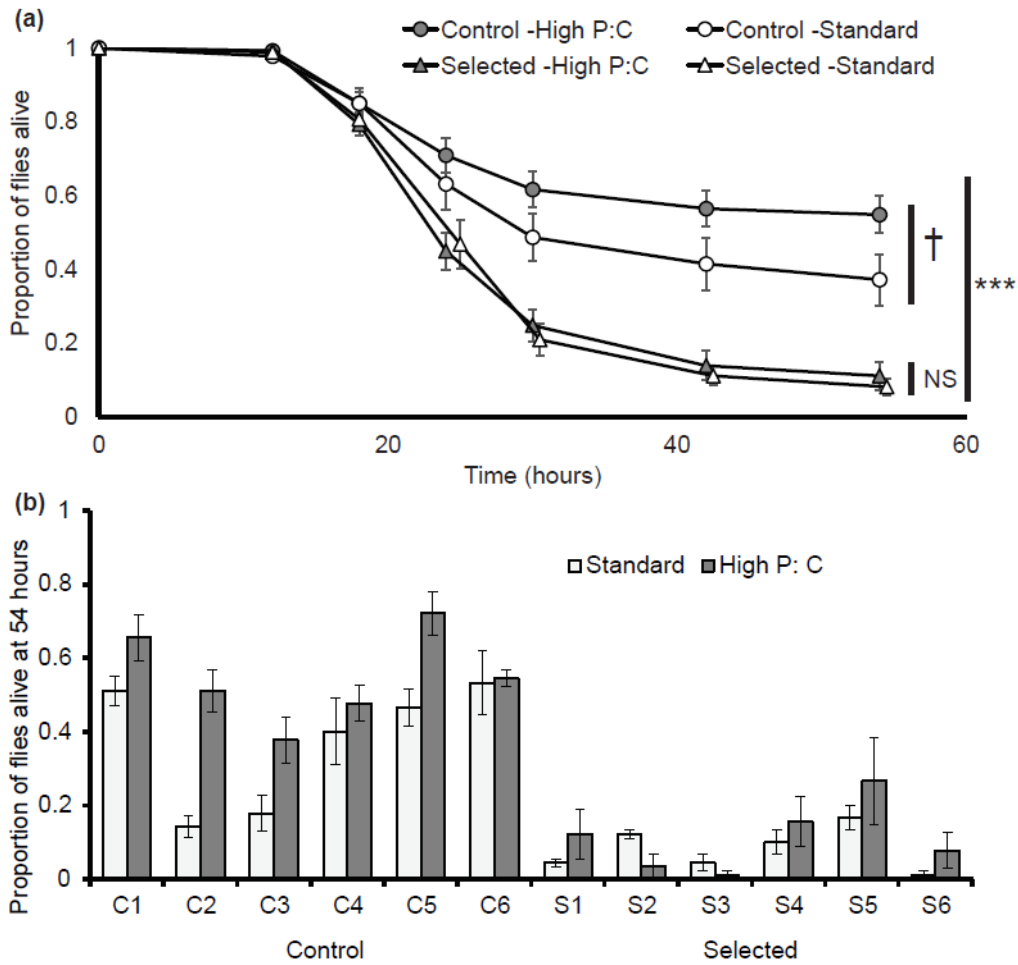 (a)
Control -High P:C
Control -Standard
Selected -High P:C
Selected -Standard
Proportion of flies alive
1
0.8
0.6
0.4
0.2
0
†
***
NS
0
20
40
60
Time (hours)
(b)
Proportion of flies alive at 54 hours
1
0.8
0.6
0.4
0.2
0
Standard
High P: C
C1 C2 C3 C4 C5 C6 S1 S2 S3 S4 S5 S6
Control
Selected